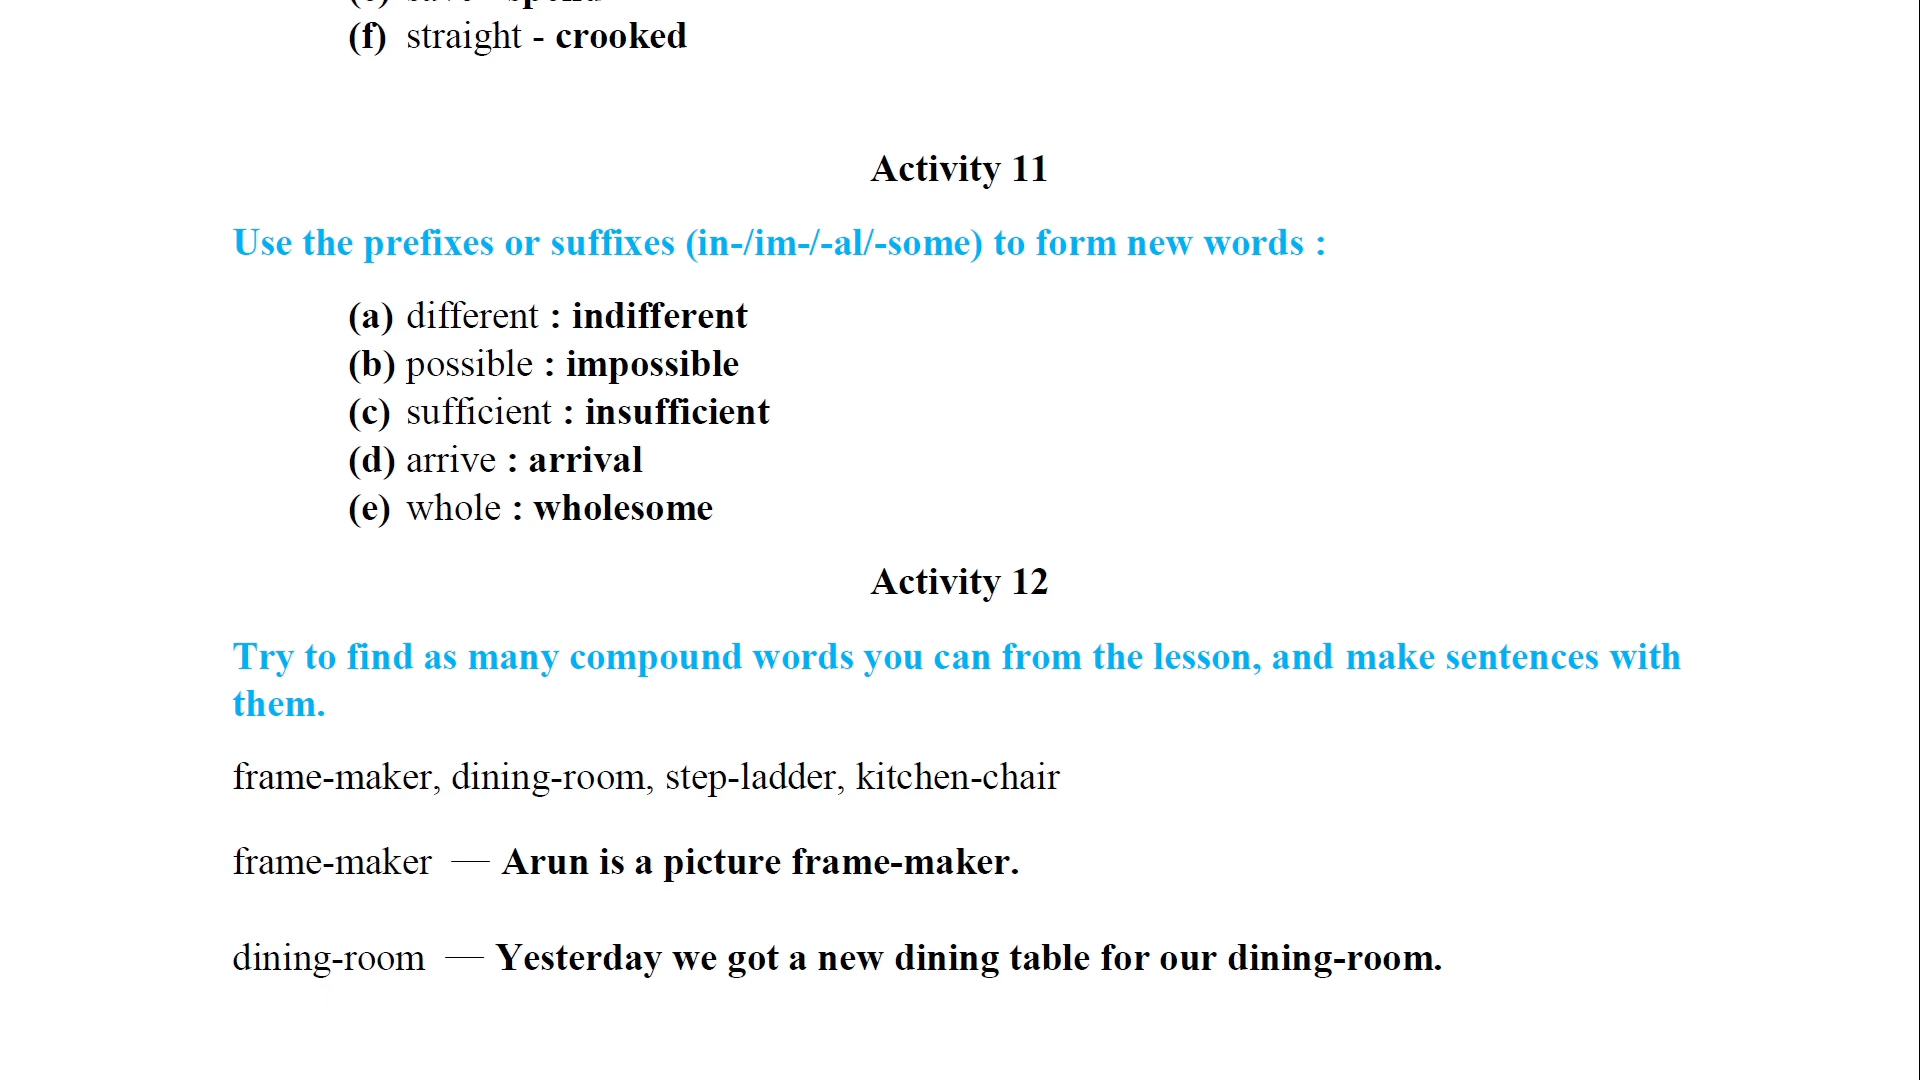 (f) straight - crooked
Activity 11
Use the prefixes or suffixes (in-/im-/-al/-some) to form new words :
(a) different : indifferent
(b) possible : impossible
(c) sufficient : insufficient
(d) arrive : arrival
(e) whole : wholesome
Activity 12
Try to find as many compound words you can from the lesson, and make sentences with
them.
frame-maker, dining-room, step-ladder, kitchen-chair
frame-maker — Arun is a picture frame-maker.
dining-room — Yesterday we got a new dining table for our dining-room.